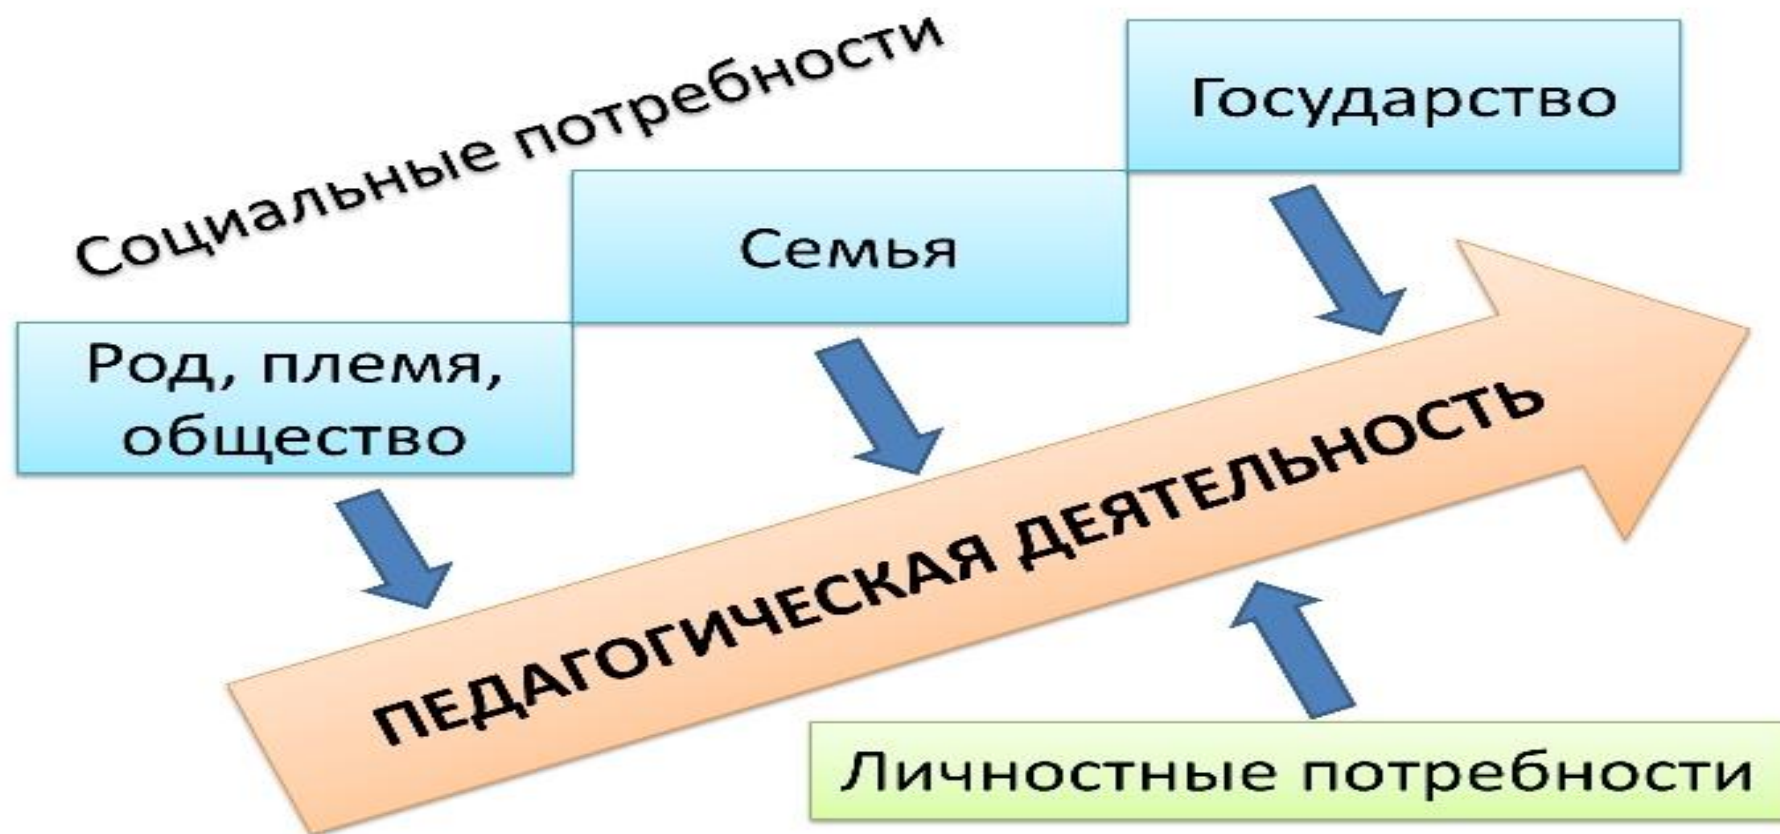 Социальные потребности
Государство
Семья
Род, племя,
общество
ПЕДАГОГИЧЕСКАЯ ДЕЯТЕЛЬНОСТЬ
Личностные потребности